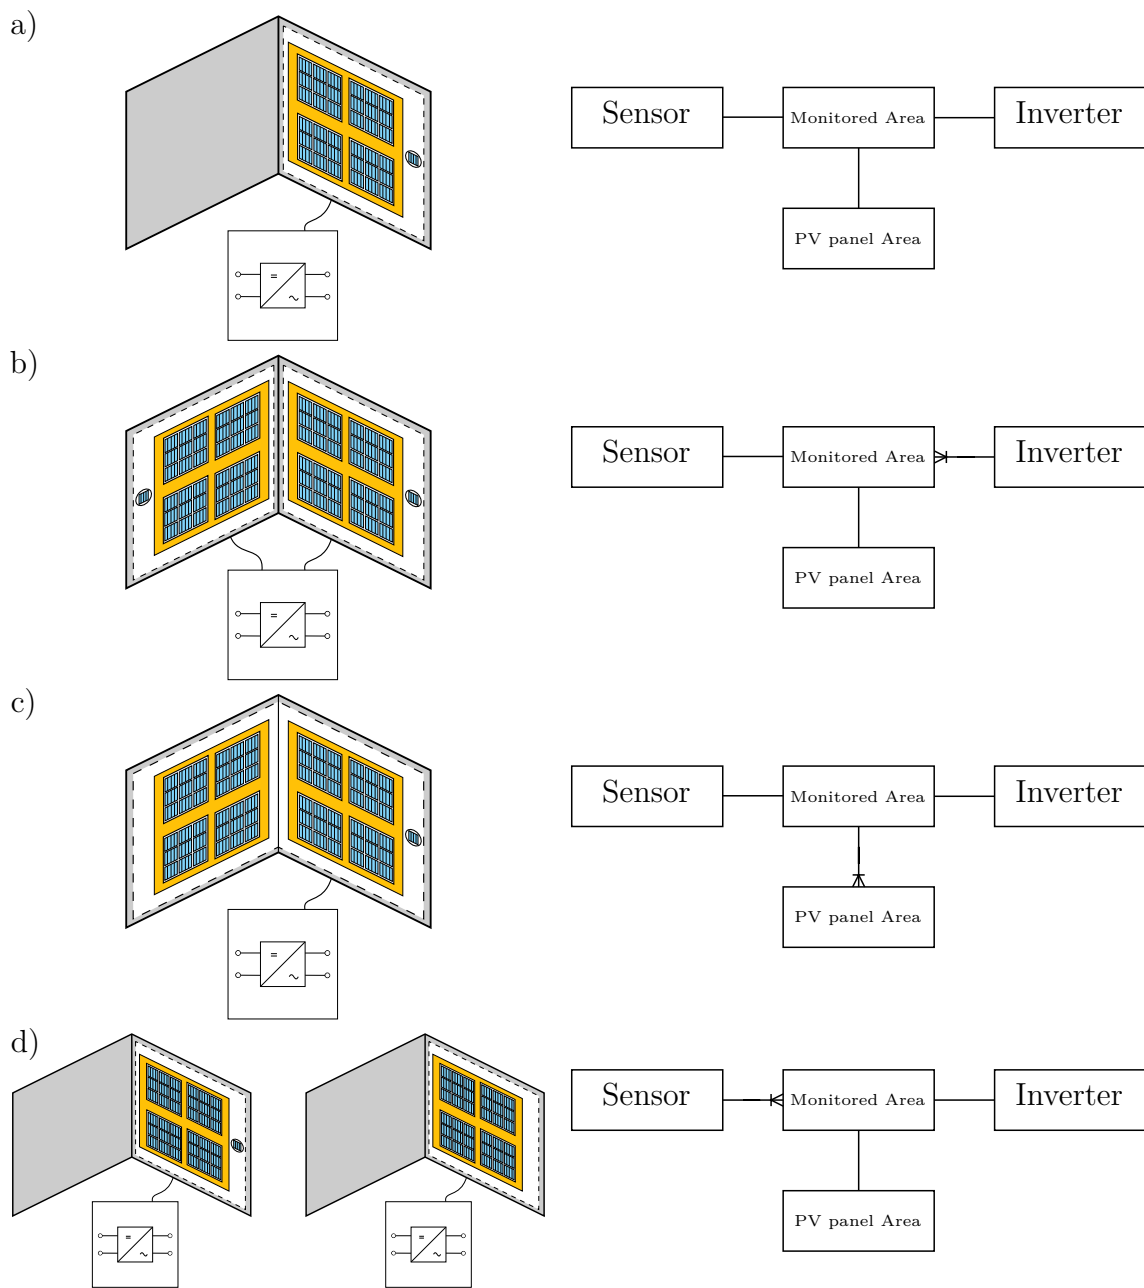 a)
Sensor
Monitored Area
Inverter
PV panel Area
=
~
b)
Sensor
Monitored Area
Inverter
PV panel Area
=
~
c)
Sensor
Monitored Area
Inverter
PV panel Area
=
~
d)
Sensor
Monitored Area
Inverter
PV panel Area
=
~
=
~